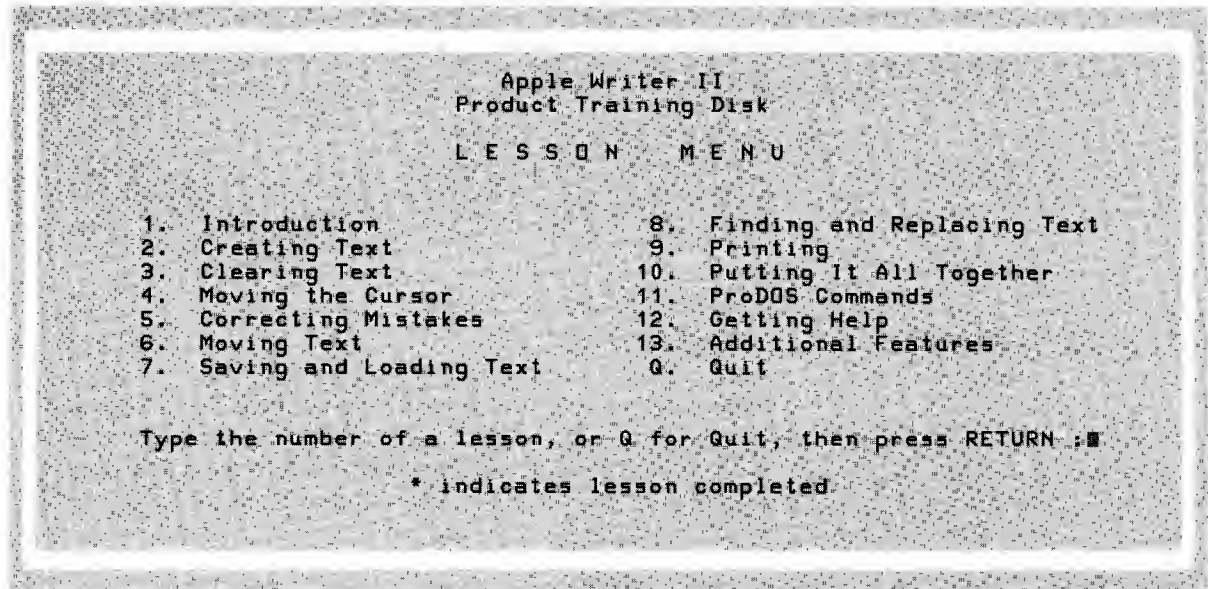 Apple Writer II
Product Training Disk
L E S S O N   M E N U
1. Introduction
2. Creating Text
3. Clearing Text
4. Moving the Cursor
5. Correcting Mistakes
6. Moving Text
7. Saving and Loading Text
8. Finding and Replacing Text
9. Printing
10. Putting It All Together
11. ProDOS Commands
12. Getting Help
13. Additional Features
Q. Quit
Type the number of a lesson, or Q for Quit, then press RETURN :
* indicates lesson completed